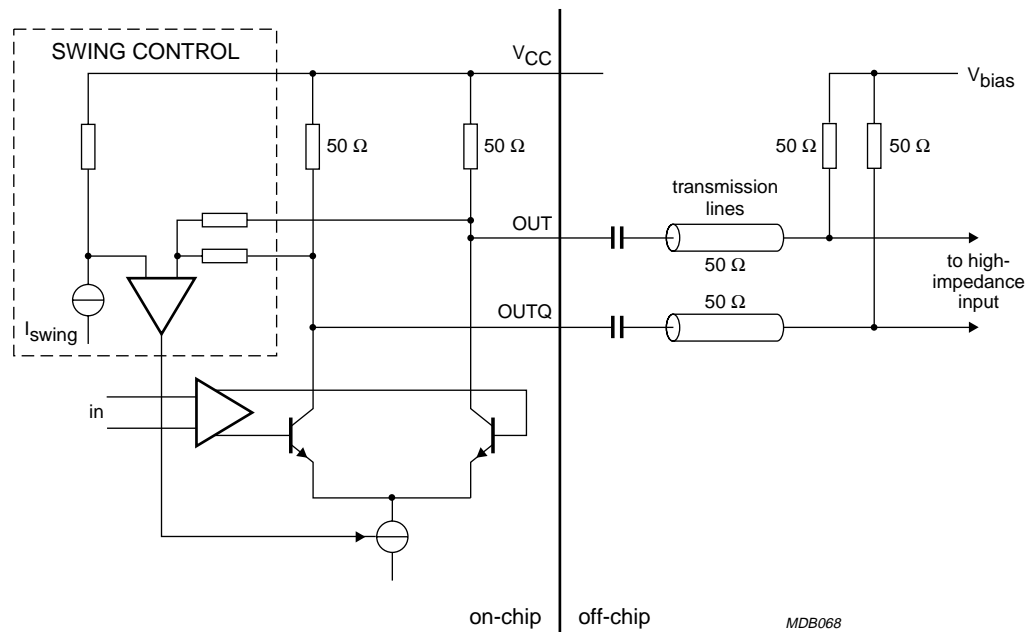 SWING CONTROL
VCC
Vbias
50 Ω
50 Ω
50 Ω
50 Ω
transmission
lines
OUT
50 Ω
to high-
impedance
input
50 Ω
OUTQ
Iswing
in
on-chip
off-chip
MDB068